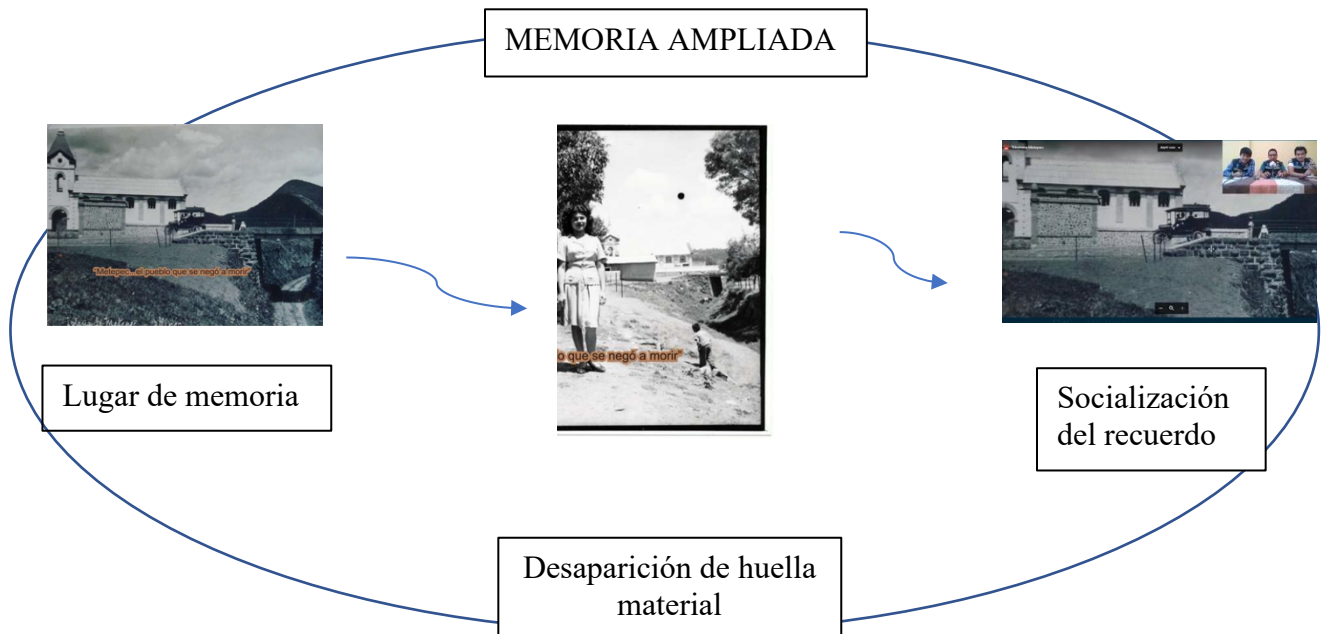 MEMORIA AMPLIADA
"Metepec...el pueblo que se negó a morir"
o que se negó a morir"
Lugar de memoria
Socialización
del recuerdo
Desaparición de huella
material